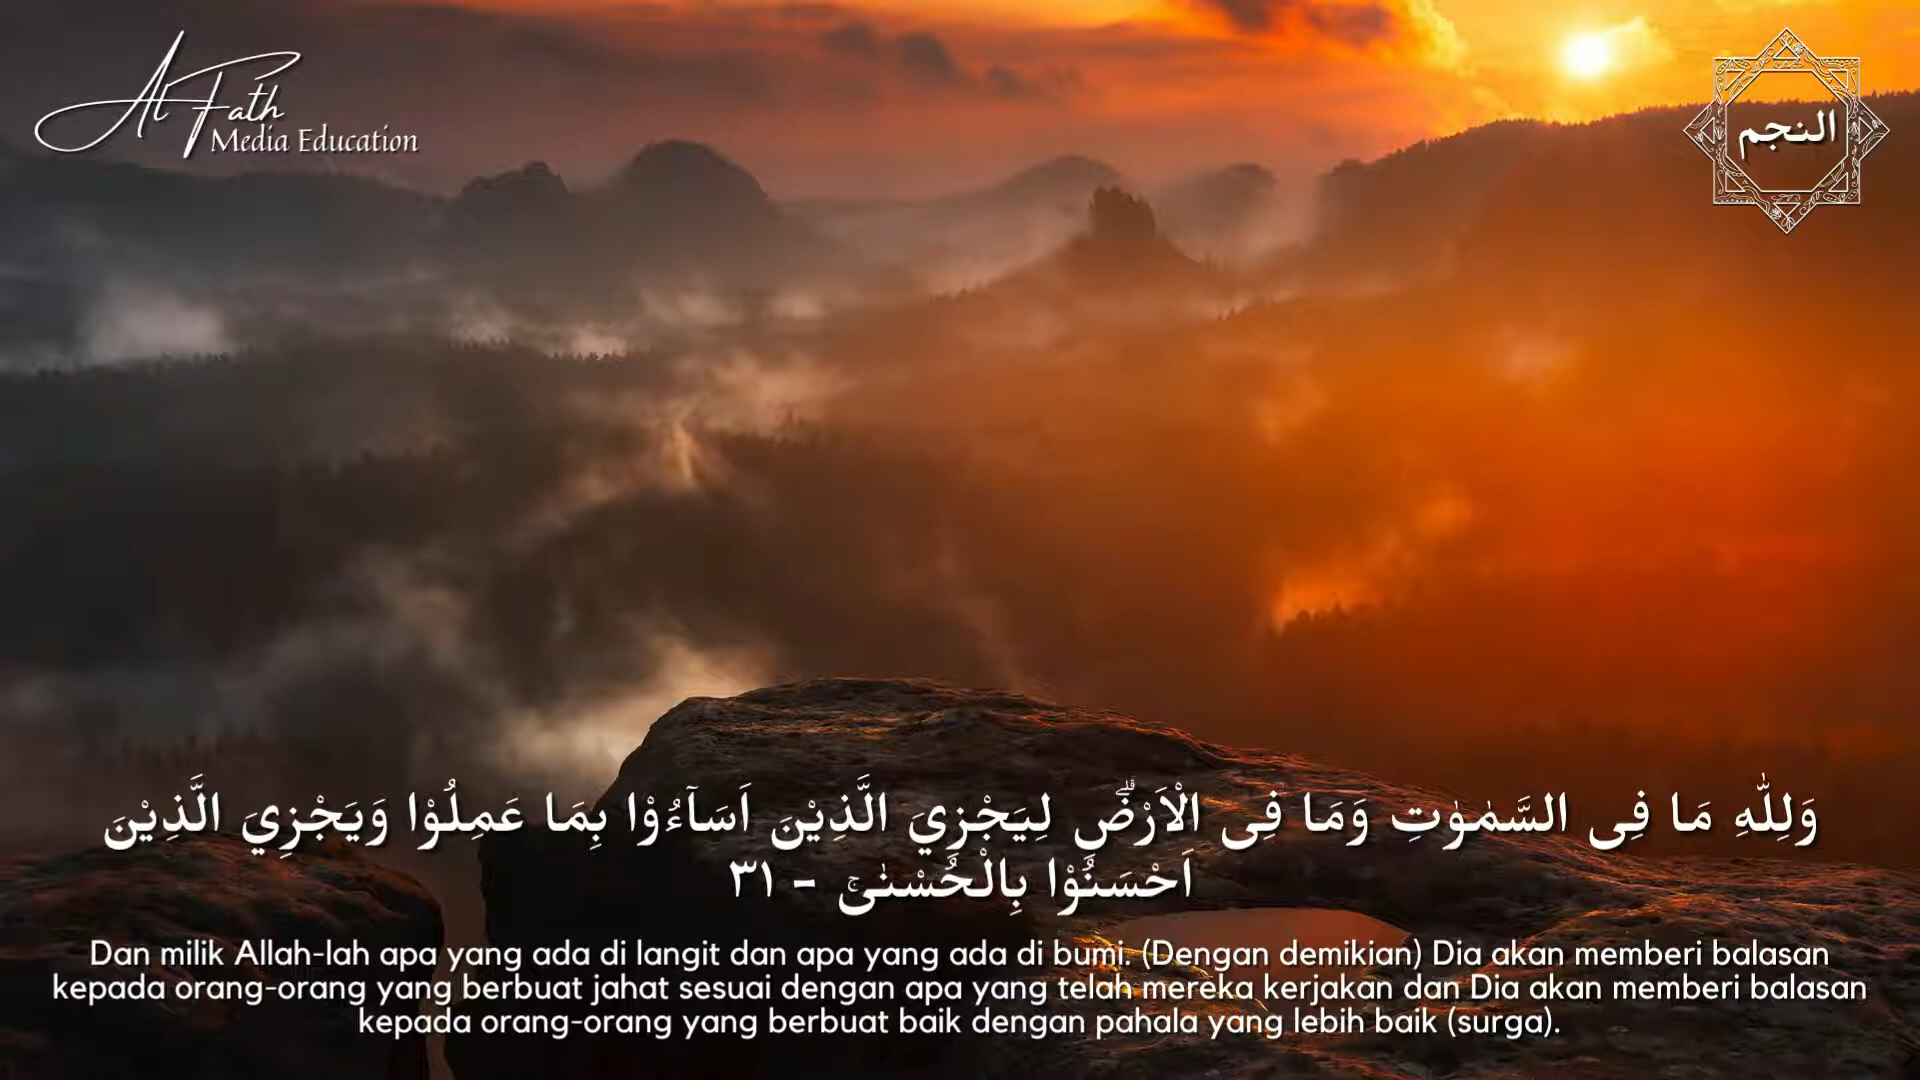 Al Fath
Media Education
النجم
وَلِلّٰهِ مَا فِى السَّمٰوٰتِ وَمَا فِى الْاَرْضِۗ لِيَجْزِيَ الَّذِيْنَ اَسَاۤءُوْا بِمَا عَمِلُوْا وَيَجْزِيَ الَّذِيْنَ
اَحْسَنُوْا بِالْحُسْنٰىۚ - ٣١
Dan milik Allah-lah apa yang ada di langit dan apa yang ada di bumi. (Dengan demikian) Dia akan memberi balasan
kepada orang-orang yang berbuat jahat sesuai dengan apa yang telah mereka kerjakan dan Dia akan memberi balasan
kepada orang-orang yang berbuat baik dengan pahala yang lebih baik (surga).